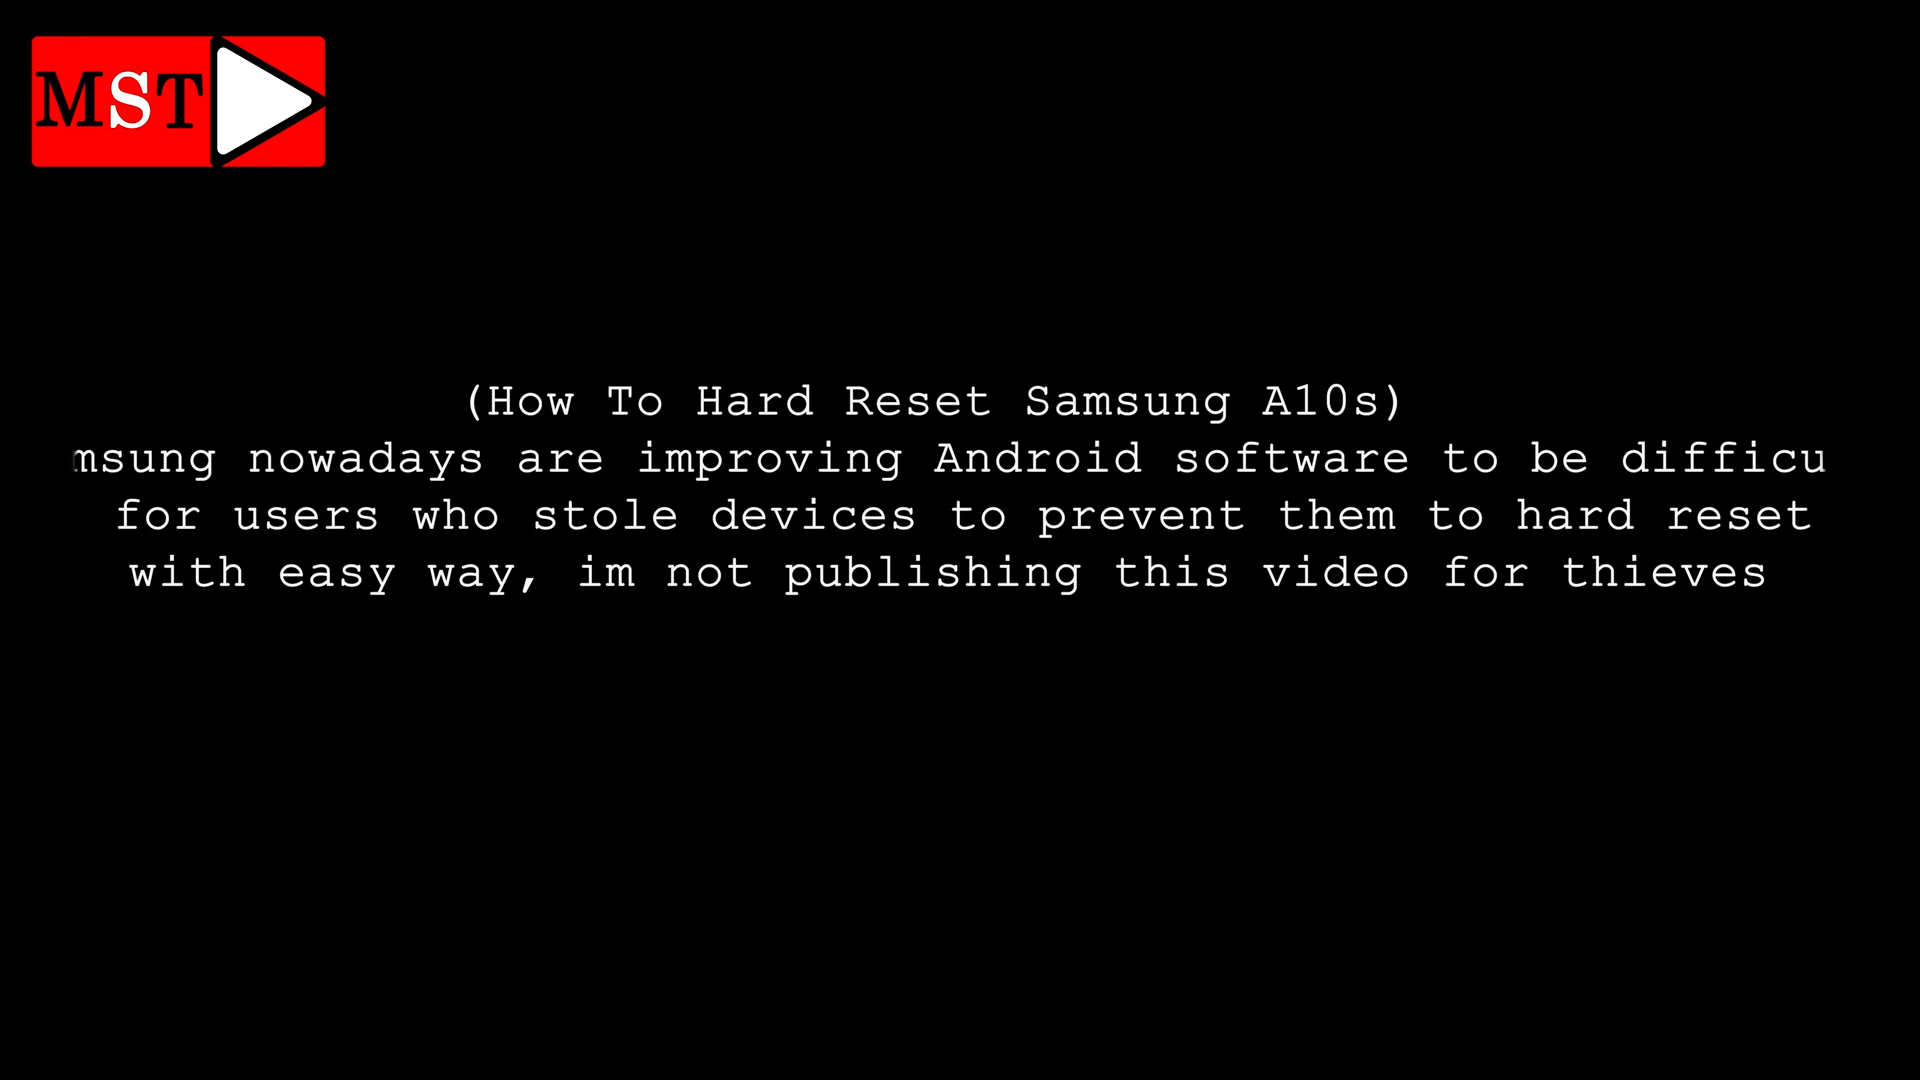 MST
(How To Hard Reset Samsung A10s)
msung nowadays are improving Android software to be difficu
for users who stole devices to prevent them to hard reset
with easy way, im not publishing this video for thieves